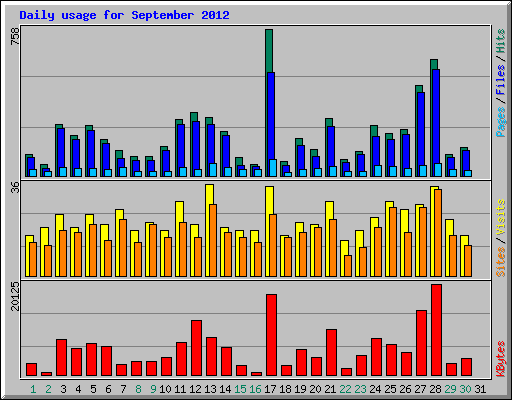 Daily usage for September 2012
758
Pages / Files / Hits
36
Sites / Visits
20125
KBytes
1 2 3 4 5 6 7 8 9 10 11 12 13 14 15 16 17 18 19 20 21 22 23 24 25 26 27 28 29 30 31